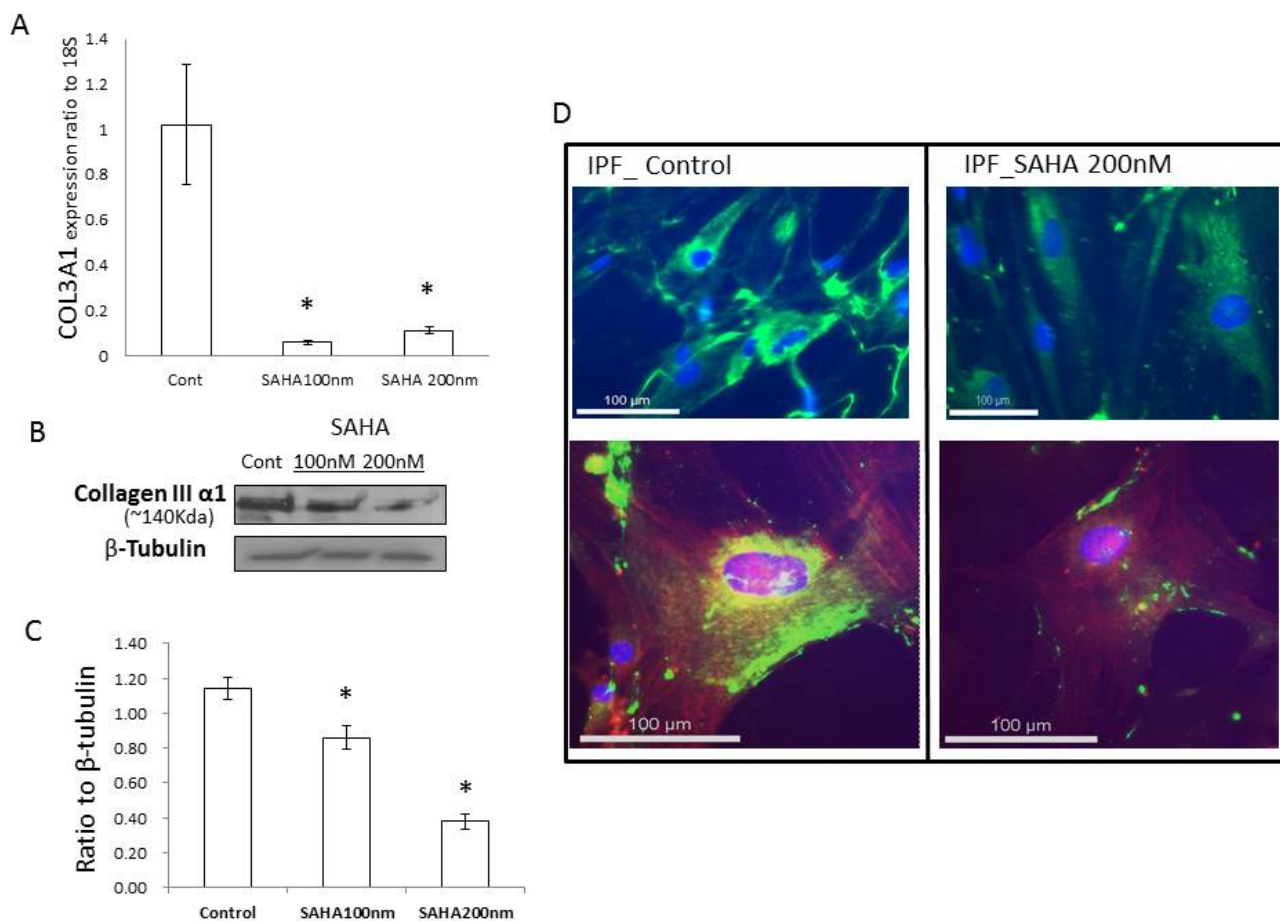 A
COL3A1 expression ratio to 18S
1.4
1.2
1
0.8
0.6
0.4
0.2
0
*
*
Cont
SAHA100nm
SAHA 200nm
B
SAHA
Cont 100nM 200nM
Collagen III α1
(~140Kda)
β-Tubulin
C
Ratio to β-tubulin
1.40
1.20
1.00
0.80
0.60
0.40
0.20
0.00
*
*
Control
SAHA100nm
SAHA200nm
D
IPF_ Control
IPF_SAHA 200nM
100 µm
100 µm
100 µm
100 µm